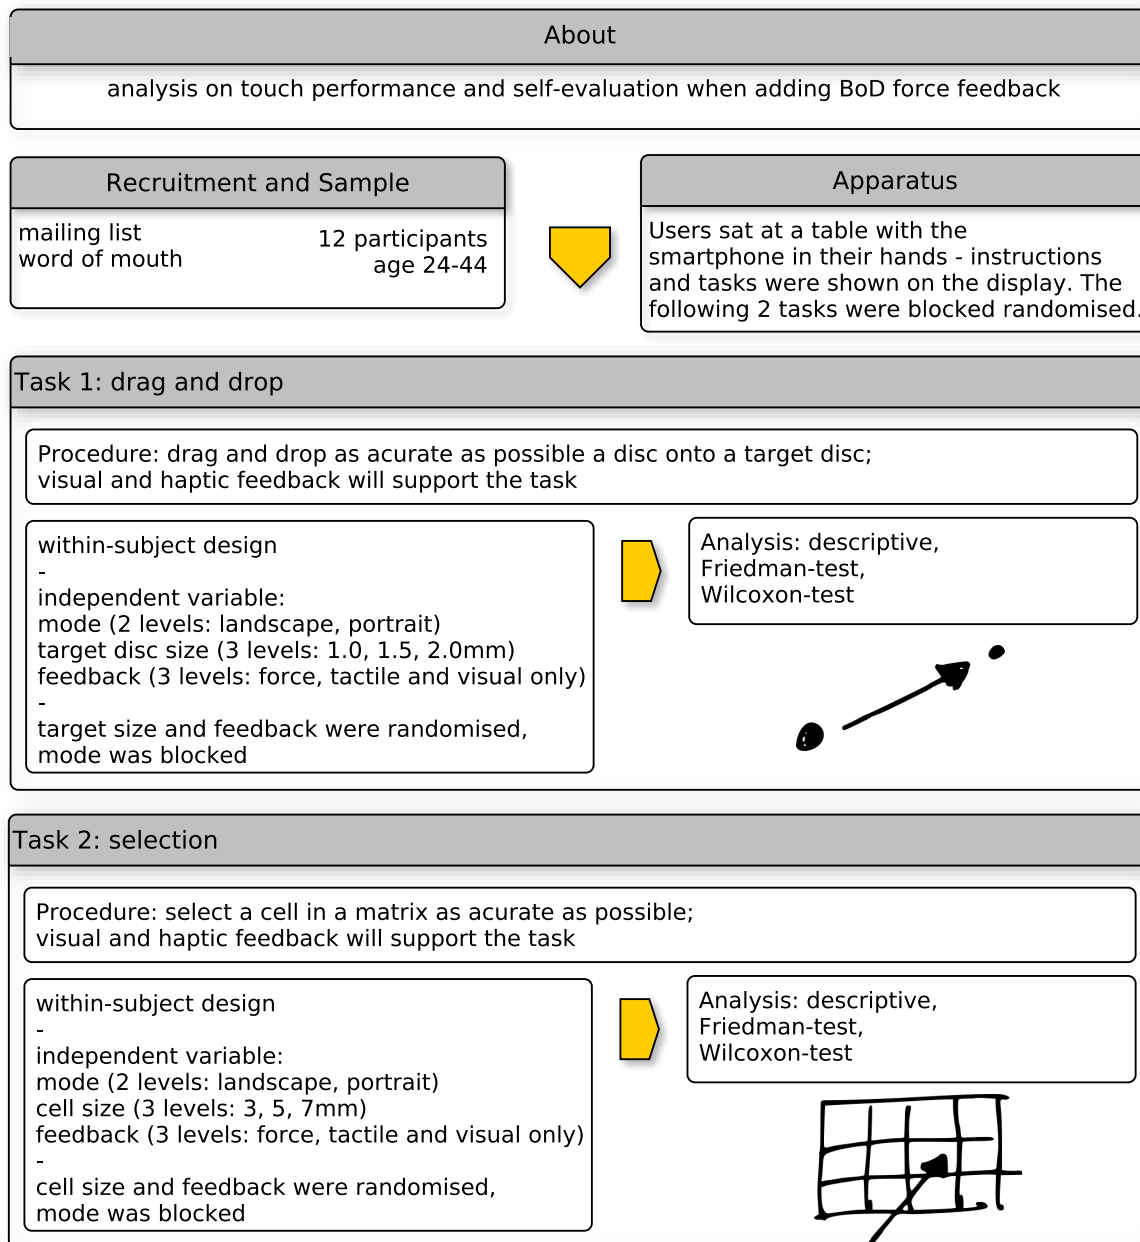 About
analysis on touch performance and self-evaluation when adding BoD force feedback
Recruitment and Sample
mailing list
word of mouth
12 participants
age 24-44
Apparatus
Users sat at a table with the
smartphone in their hands - instructions
and tasks were shown on the display. The
following 2 tasks were blocked randomised.
Task 1: drag and drop
Procedure: drag and drop as acurate as possible a disc onto a target disc;
visual and haptic feedback will support the task
within-subject design
-
independent variable:
mode (2 levels: landscape, portrait)
target disc size (3 levels: 1.0, 1.5, 2.0mm)
feedback (3 levels: force, tactile and visual only)
-
target size and feedback were randomised,
mode was blocked
Analysis: descriptive,
Friedman-test,
Wilcoxon-test
Task 2: selection
Procedure: select a cell in a matrix as acurate as possible;
visual and haptic feedback will support the task
within-subject design
-
independent variable:
mode (2 levels: landscape, portrait)
cell size (3 levels: 3, 5, 7mm)
feedback (3 levels: force, tactile and visual only)
-
cell size and feedback were randomised,
mode was blocked
Analysis: descriptive,
Friedman-test,
Wilcoxon-test